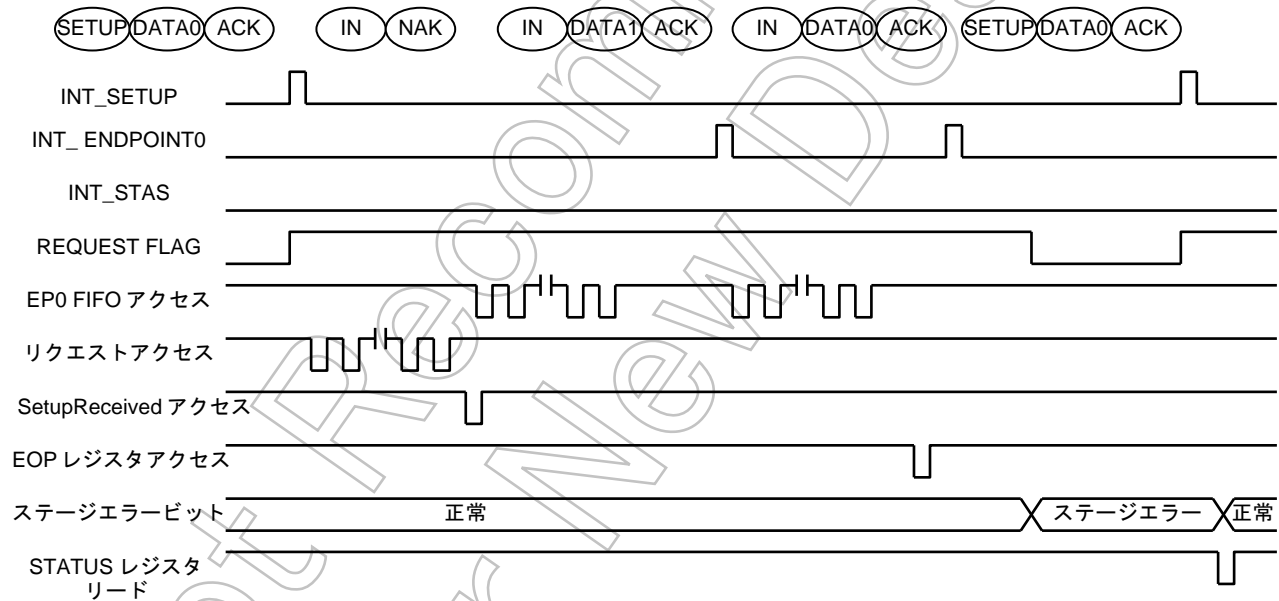 SETUP DATA0 ACK IN NAK IN DATA1 ACK IN DATA0 ACK SETUP DATA0 ACK
INT_SETUP
INT_ ENDPOINT0
INT_STAS
REQUEST FLAG
EP0 FIFO アクセス
リクエストアクセス
SetupReceived アクセス
EOP レジスタアクセス
ステージエラービット 正常 ステージエラー 正常
STATUS レジスタ
リード